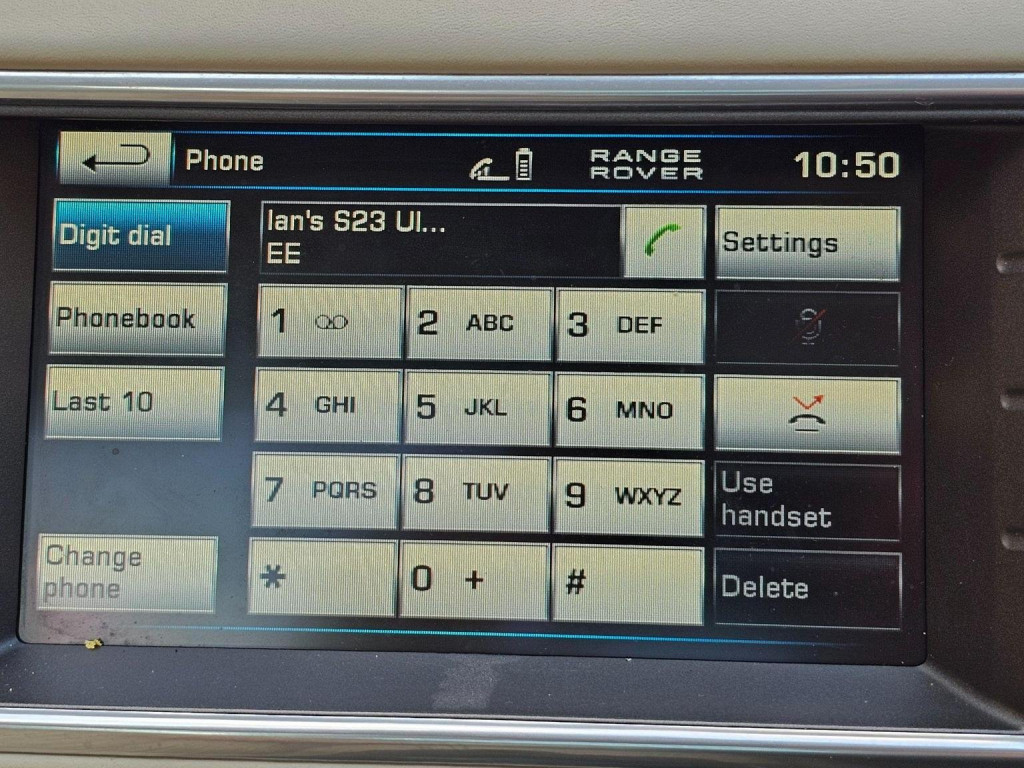 Phone
RANGE
ROVER
10:50
Digit dial
Ian's S23 Ul...
EE
Settings
Phonebook
1
2 ABC
3 DEF
Last 10
4 GHI
5 JKL
6 MNO
7 PQRS
8 TUV
9 WXYZ
Use
handset
Change
phone
*
0 +
#
Delete